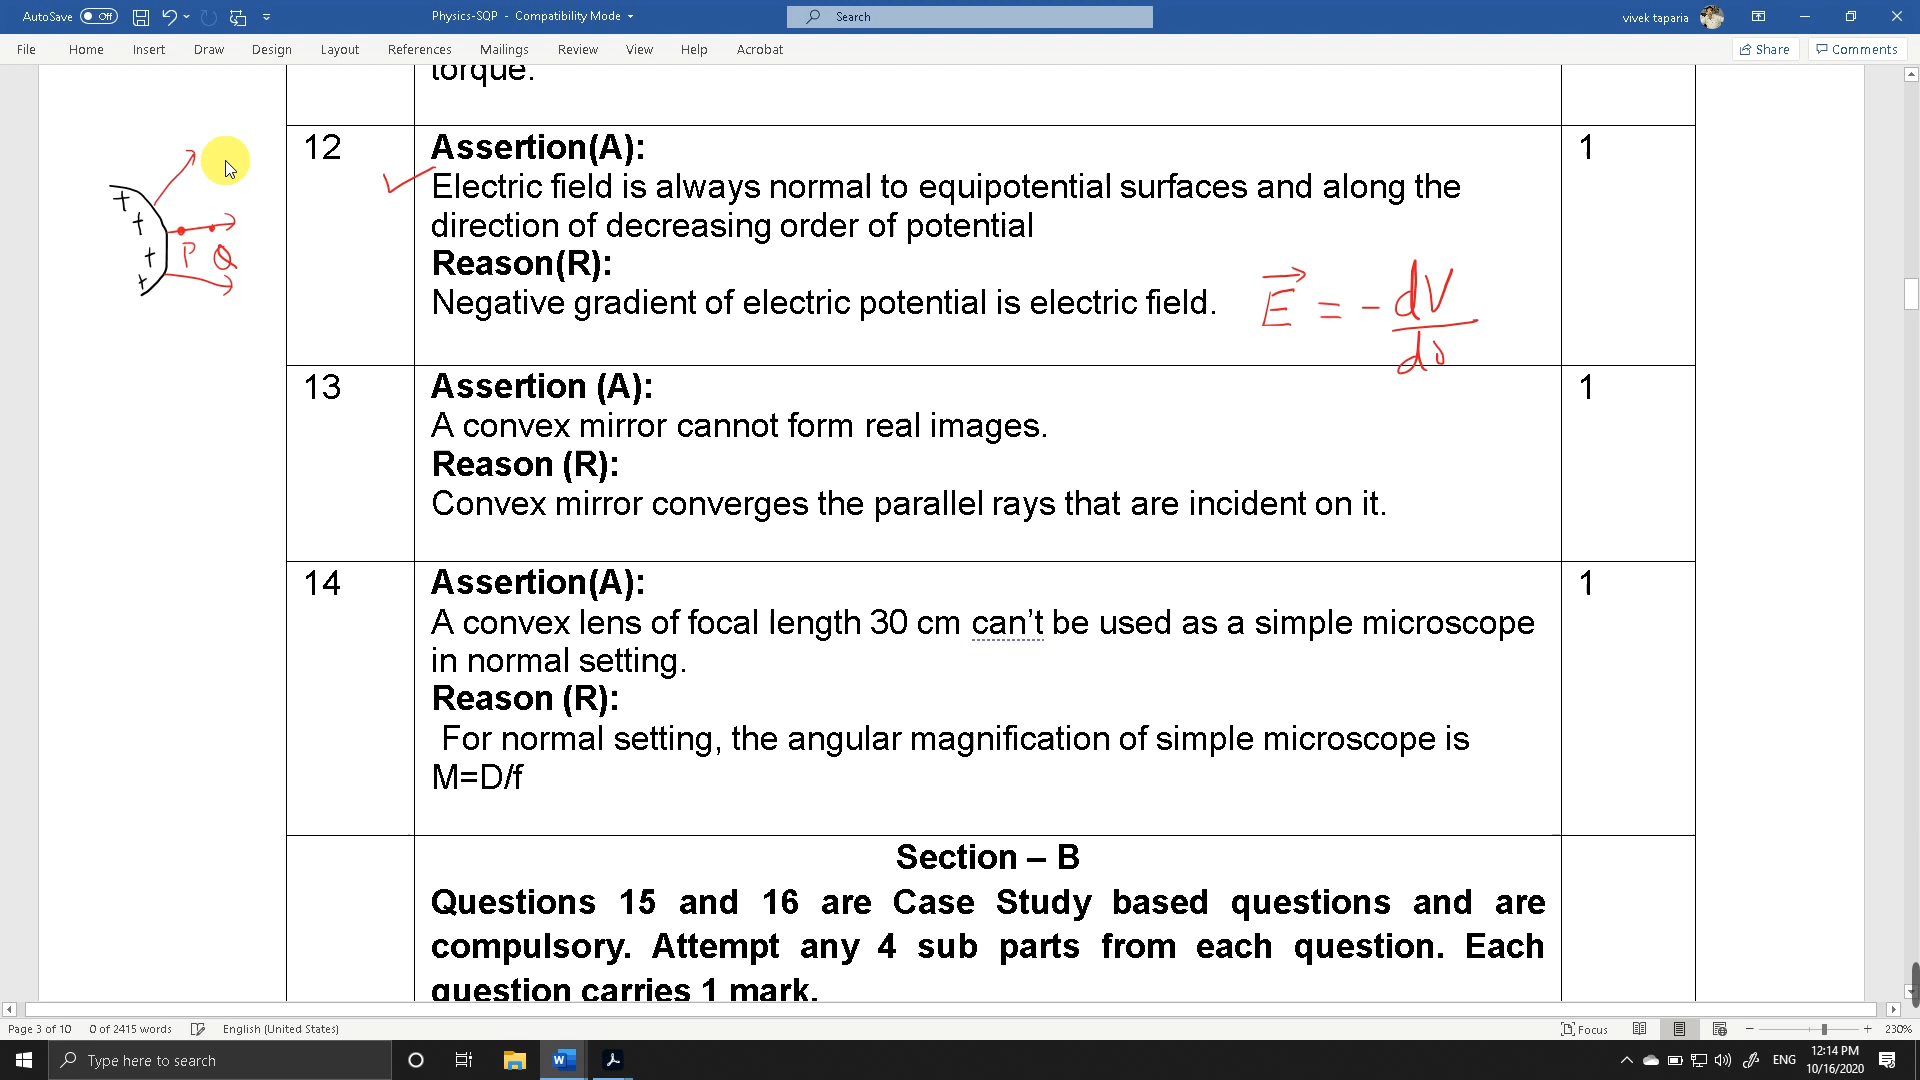 AutoSave Off
Physics-SQP - Compatibility Mode
Search
vivek taparia
File Home Insert Draw Design Layout References Mailings Review View Help Acrobat
Share Comments
torque.
12 Assertion(A): 1
Electric field is always normal to equipotential surfaces and along the
direction of decreasing order of potential
Reason(R):
Negative gradient of electric potential is electric field.
E = - dV
dr
+
+
+
+
P Q
13 Assertion (A): 1
A convex mirror cannot form real images.
Reason (R):
Convex mirror converges the parallel rays that are incident on it.
14 Assertion(A): 1
A convex lens of focal length 30 cm can’t be used as a simple microscope
in normal setting.
Reason (R):
For normal setting, the angular magnification of simple microscope is
M=D/f
Section – B
Questions 15 and 16 are Case Study based questions and are
compulsory. Attempt any 4 sub parts from each question. Each
question carries 1 mark.
Page 3 of 10 0 of 2415 words English (United States)
Focus
230%
Type here to search
ENG
12:14 PM
10/16/2020